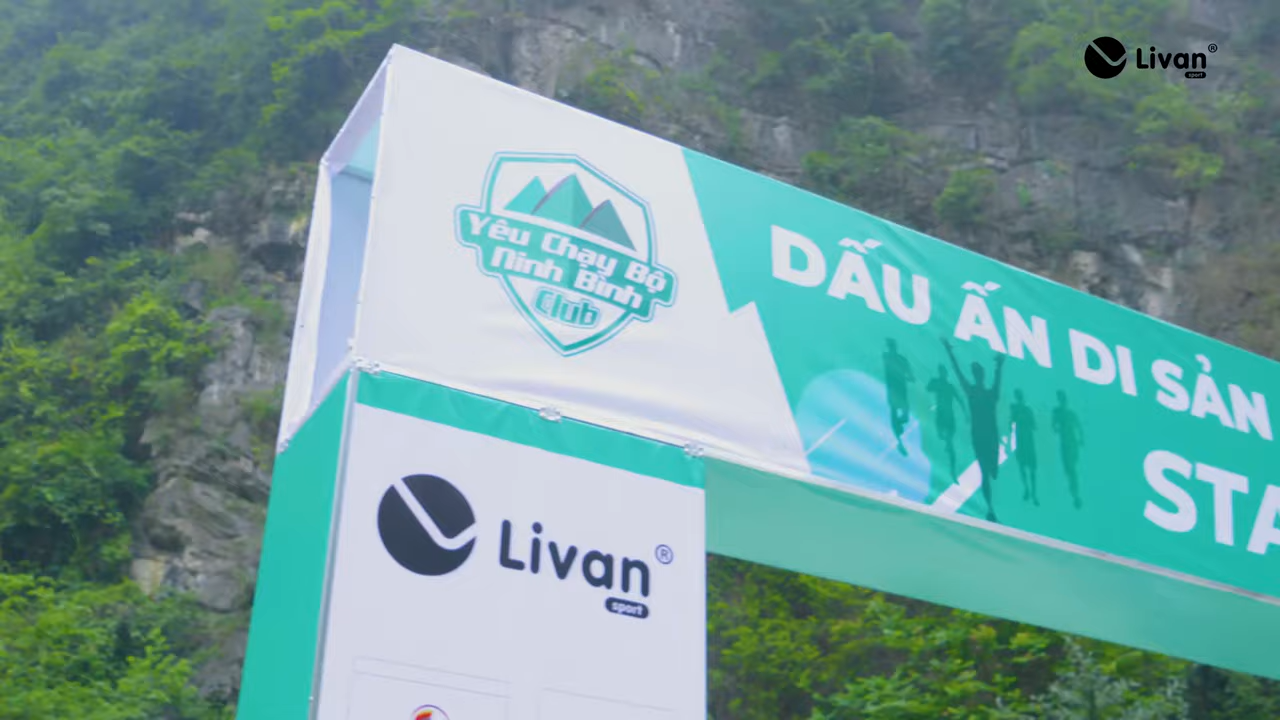 Livan®
sport
Yêu Chạy Bộ
Ninh Bình
Club
DẤU ẤN DI SẢN
STA
Livan®
sport